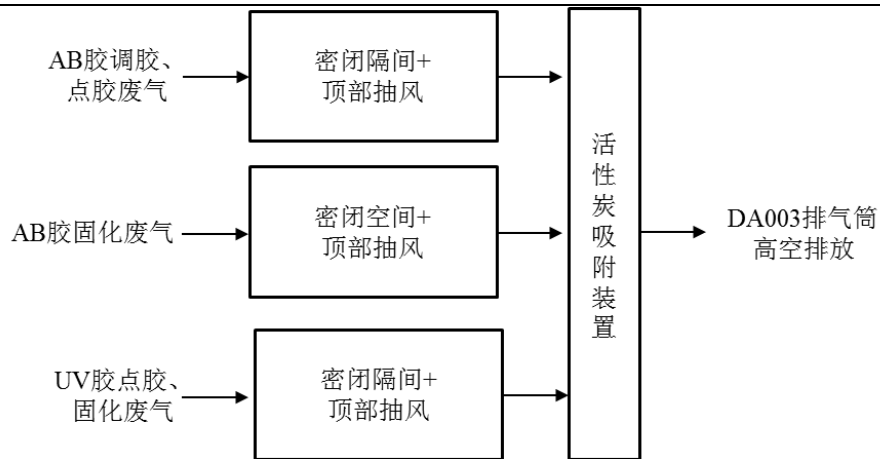 AB胶调胶、
点胶废气
密闭隔间+
顶部抽风
AB胶固化废气
密闭空间+
顶部抽风
UV胶点胶、
固化废气
密闭隔间+
顶部抽风
活性炭吸附装置
DA003排气筒
高空排放